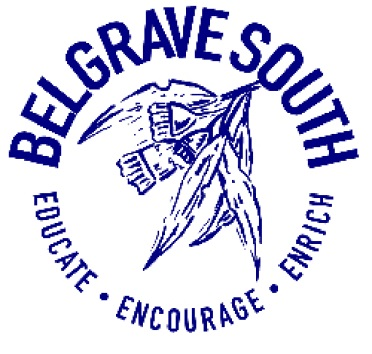 BELGRAVE SOUTH
EDUCATE • ENCOURAGE • ENRICH